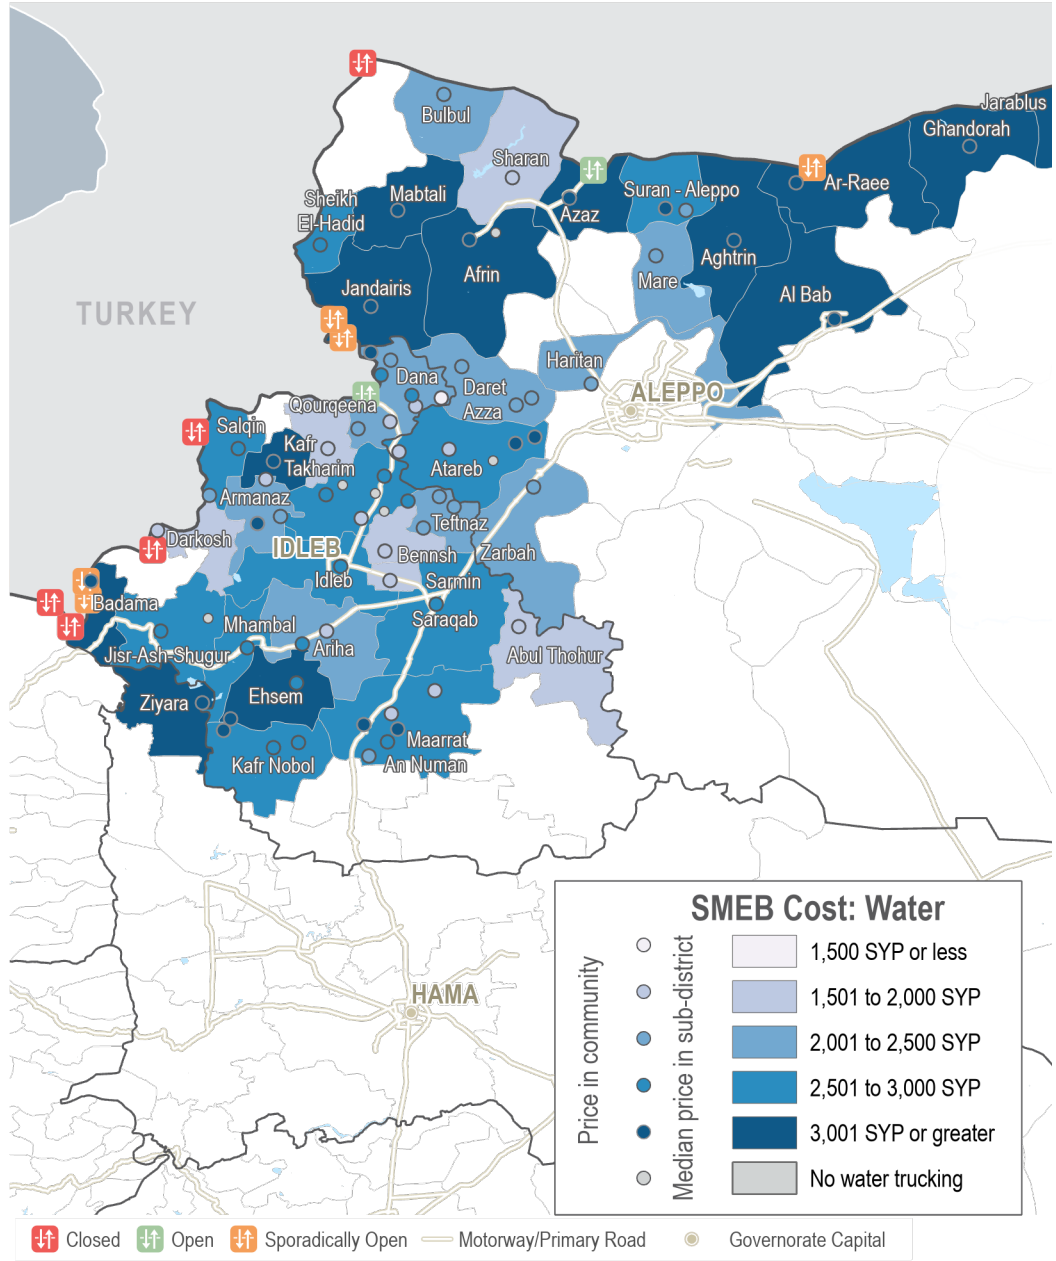 Jarablus
Bulbul
Ghandorah
Sharan
Mabtali
Suran - Aleppo
Ar-Raee
Sheikh
El-Hadid
Azaz
Afrin
Aghtrin
Mare
Jandairis
Al Bab
TURKEY
Haritan
Dana
Daret
Azza
ALEPPO
Qourqeena
Salqin
Kafr
Takharim
Atareb
Armanaz
Teftnaz
Darkosh
IDLEB
Bennsh
Zarbah
Idleb
Sarmin
Badama
Mhambal
Saraqab
Ariha
Jisr-Ash-Shugur
Abul Thohur
Ehsem
Ziyara
Maarrat
An Numan
Kafr Nobol
HAMA
SMEB Cost: Water
Price in community
Median price in sub-district
1,500 SYP or less
1,501 to 2,000 SYP
2,001 to 2,500 SYP
2,501 to 3,000 SYP
3,001 SYP or greater
No water trucking
Closed
Open
Sporadically Open
Motorway/Primary Road
Governorate Capital